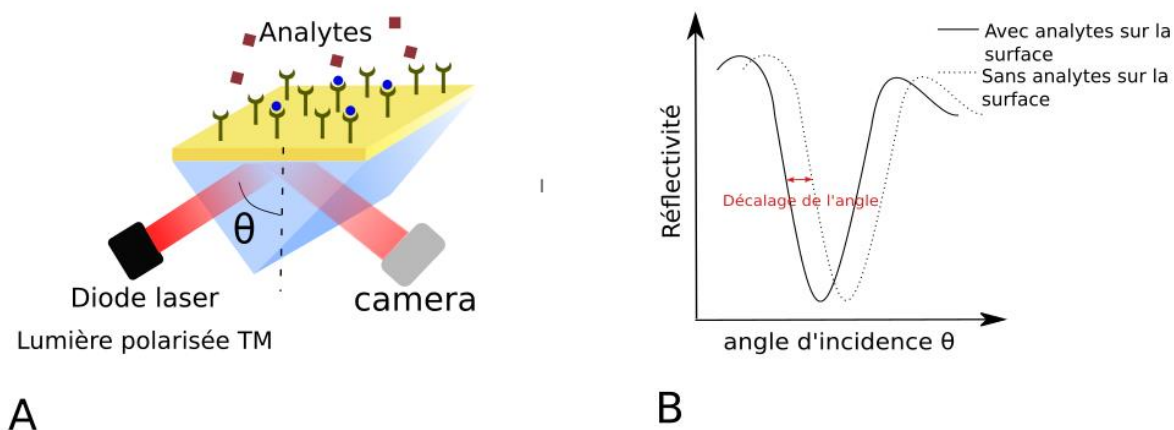 Analytes
θ
Diode laser
camera
Lumière polarisée TM
A
Réflectivité
Avec analytes sur la
surface
Sans analytes sur la
surface
Décalage de l'angle
angle d'incidence θ
B